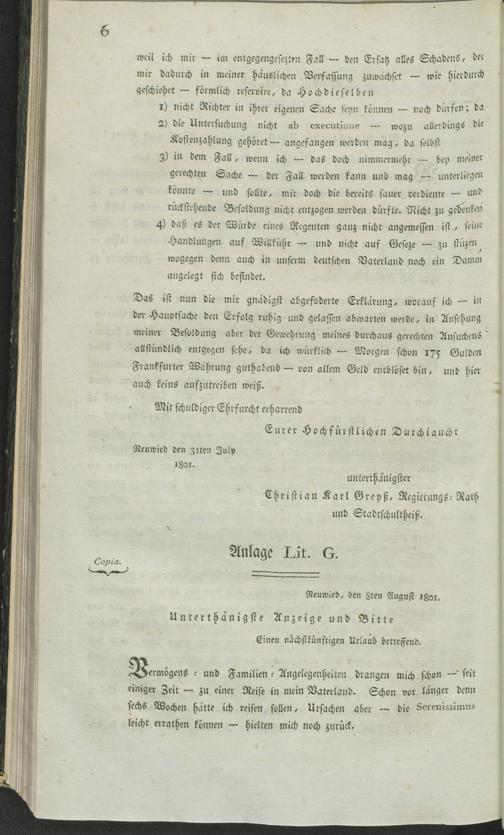 6
weil ich mir — im entgegengesezten Fall — den Ersatz alles Schadens, der
mir dadurch in meiner häuslichen Verfassung zuwachset — wie hierdurch
geschiehet — förmlich reservire, da Hochdieselben
1) nicht Richter in ihrer eigenen Sache seyn können — noch dürfen; da
2) die Untersuchung nicht ab executione — wozu allerdings die
Kostenzahlung gehöret — angefangen werden mag, da selbst
3) in dem Fall, wenn ich — das doch nimmermehr — bey meiner
gerechten Sache — der Fall werden kann und mag — unterliegen
könnte — und sollte, mir doch die bereits sauer verdiente — und
rückstehende Besoldung nicht entzogen werden dürfte. Nicht zu gedenken
4) daß es der Würde eines Regenten ganz nicht angemessen ist, seine
Handlungen auf Willkühr — und nicht auf Geseze — zu stüzen,
wogegen denn auch in unserm deutschen Vaterland noch ein Damm
angelegt sich befindet.
Das ist nun die mir gnädigst abgefoderte Erklärung, worauf ich — in
der Hauptsache den Erfolg ruhig und gelassen abwarten werde, in Ansehung
meiner Besoldung aber der Gewehrung meines durchaus gerechten Ansuchens
allstündlich entgegen sehe, da ich würklich — Morgen schon 175 Gulden
Frankfurter Währung guthabend — von allem Geld entblöset bin, und hier
auch keins aufzutreiben weiß.
Mit schuldiger Ehrfurcht erharrend
Eurer Hochfürstlichen Durchlaucht
Neuwied den 31ten July
1801.
unterthänigster
Christian Karl Greyß, Regierungs-Rath
und Stadtschultheiß.
Anlage Lit. G.
Copia.
Neuwied, den 8ten August 1801.
Unterthänigste Anzeige und Bitte
Einen nächstkünftigen Urlaub betreffend.
Vermögens- und Familien-Angelegenheiten drangen mich schon — seit
einiger Zeit — zu einer Reise in mein Vaterland. Schon vor länger denn
sechs Wochen hätte ich reisen sollen, Ursachen aber — die Serenissimus
leicht errathen können — hielten mich noch zurück.